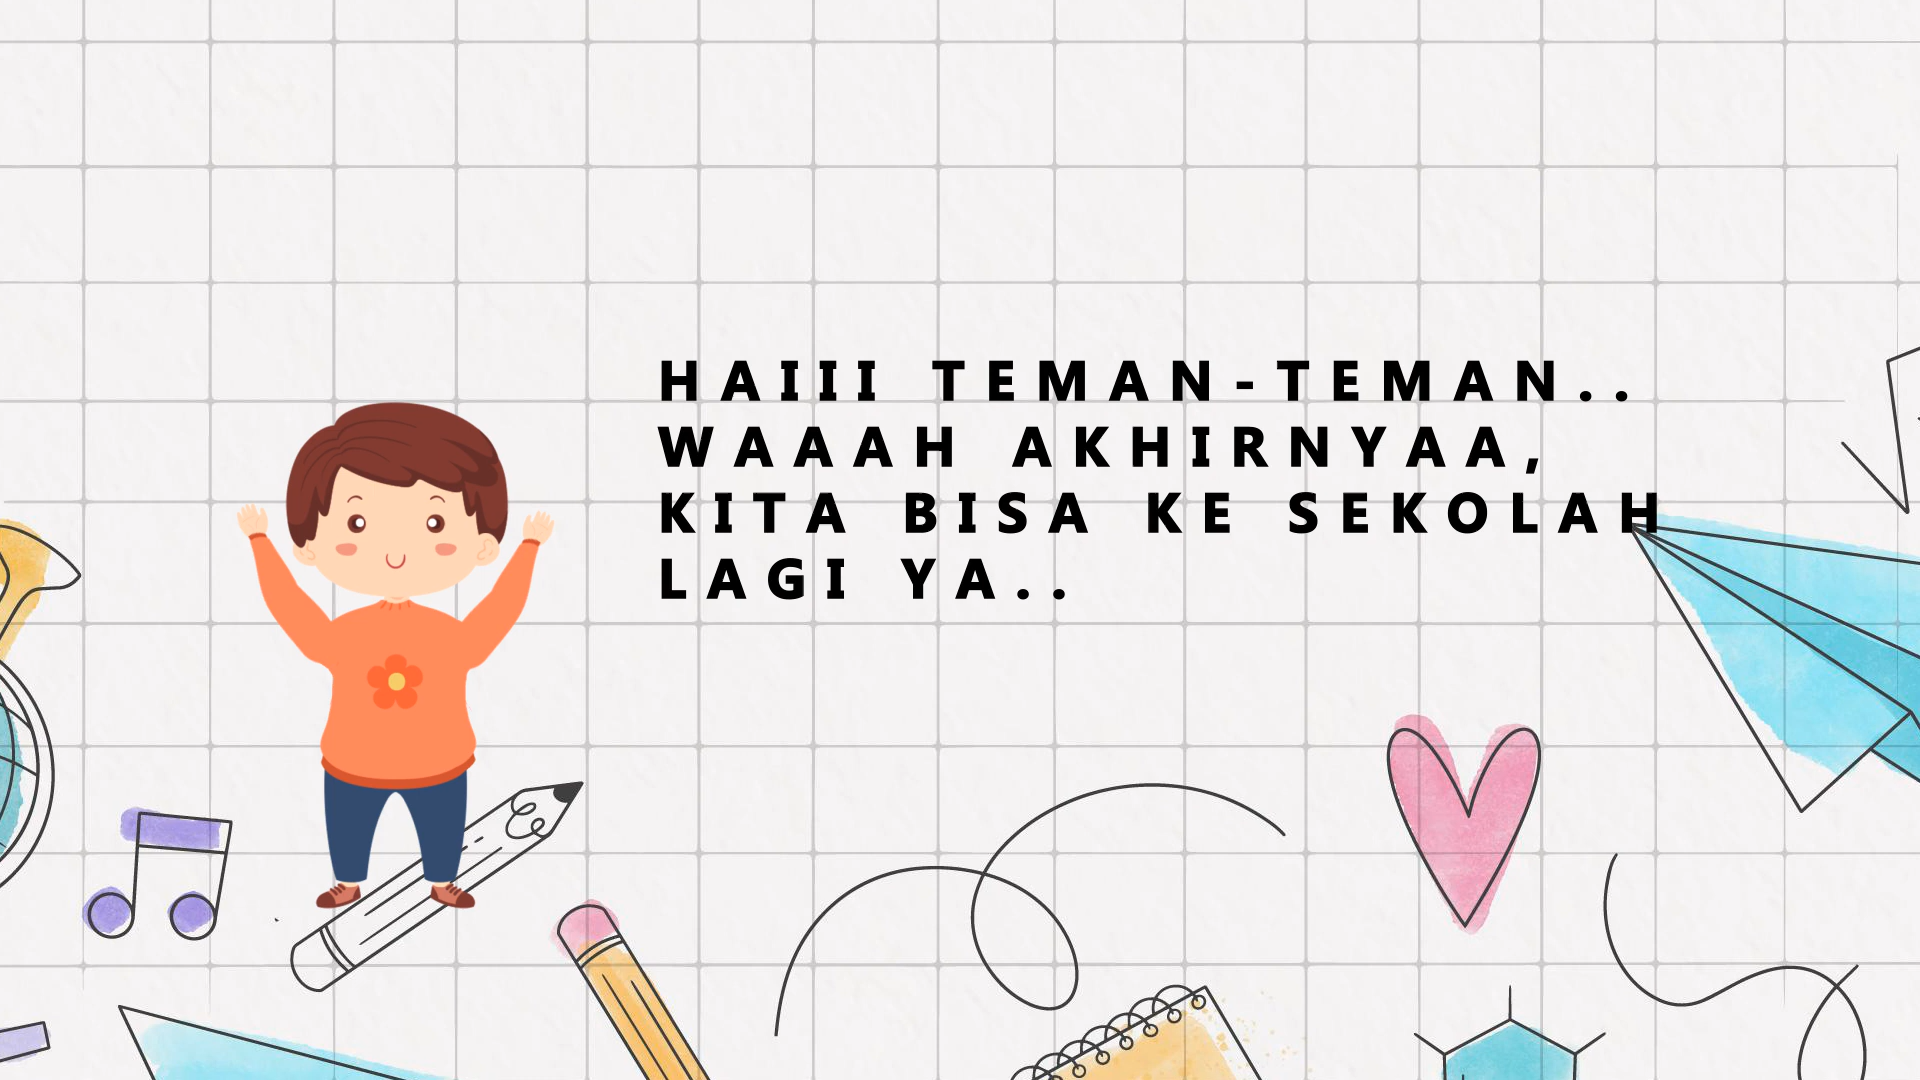 HAIII TEMAN-TEMAN..
WAAAH AKHIRNYAA,
KITA BISA KE SEKOLAH
LAGI YA..